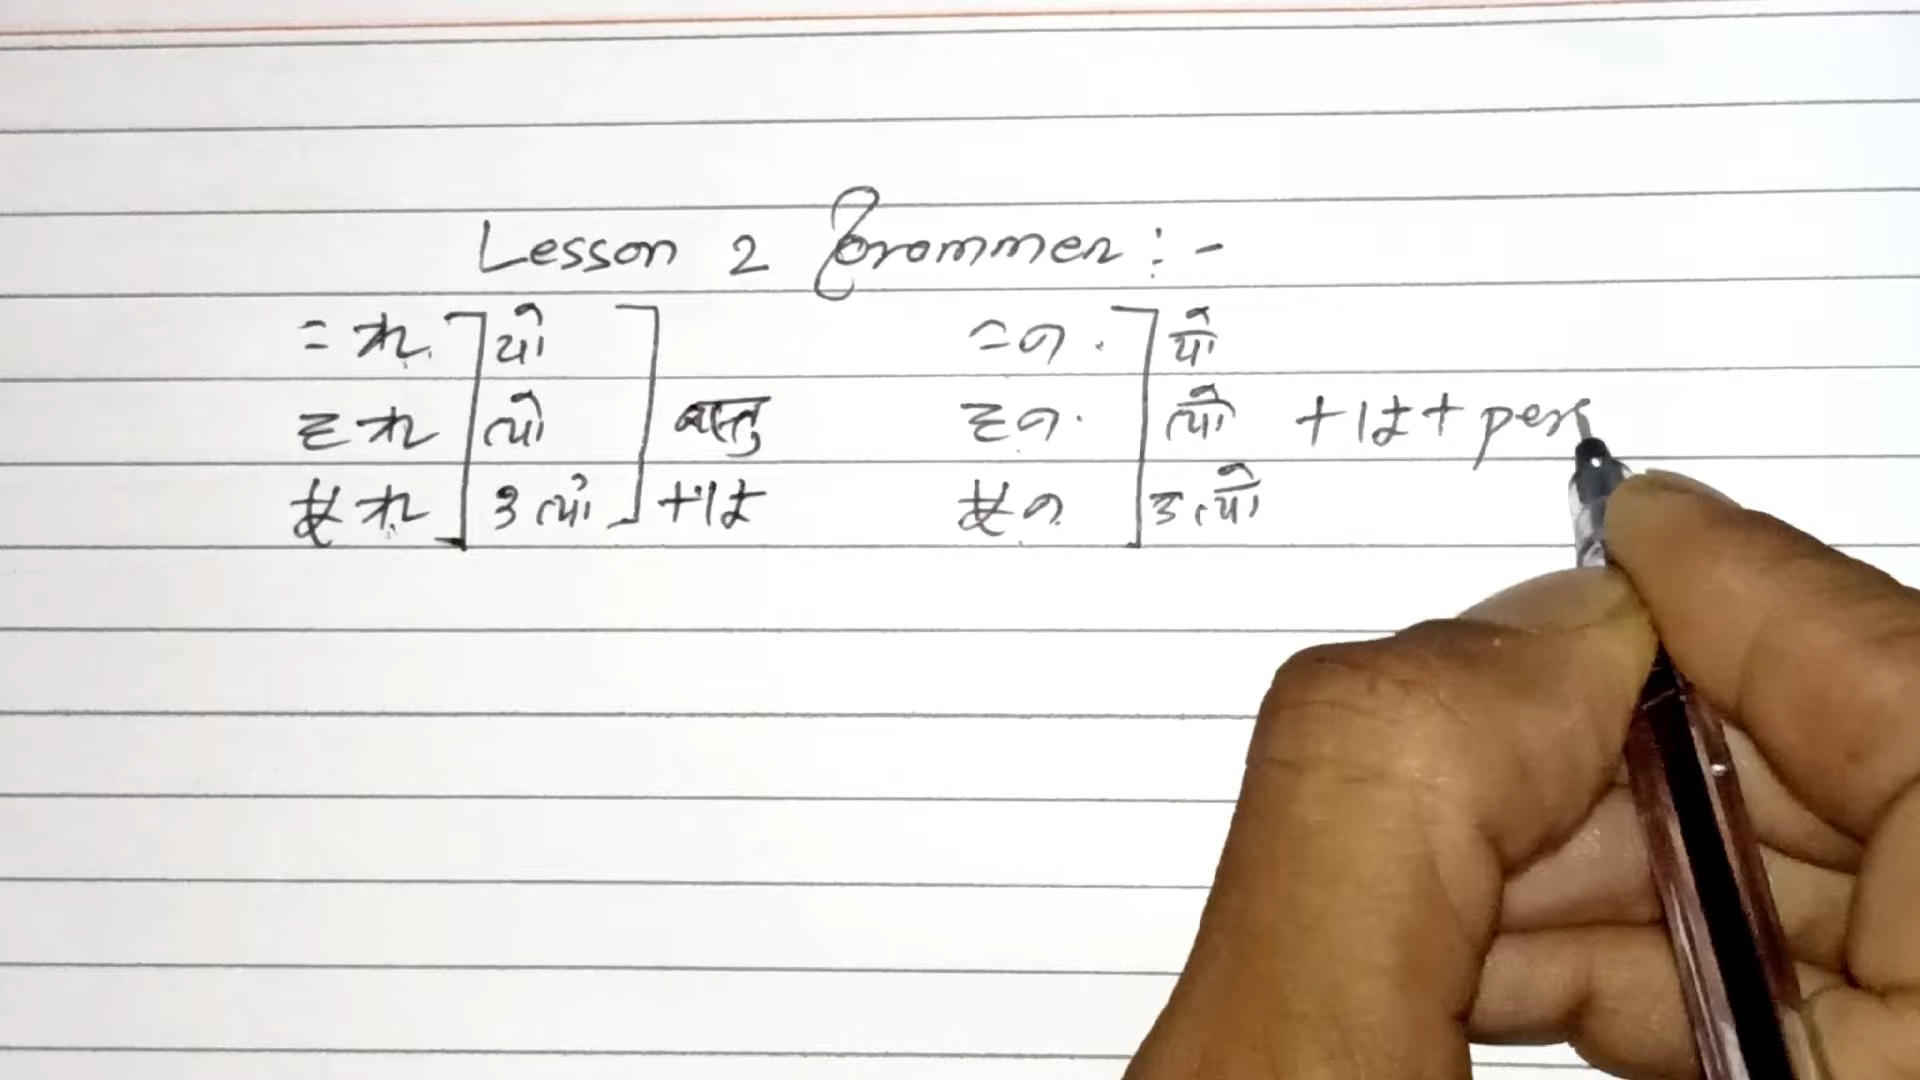 Lesson 2 Grammer :-
これ यो この यो
それ त्यो वस्तु その त्यो +は+ pers
あれ उ त्यो +は あの उ त्यो